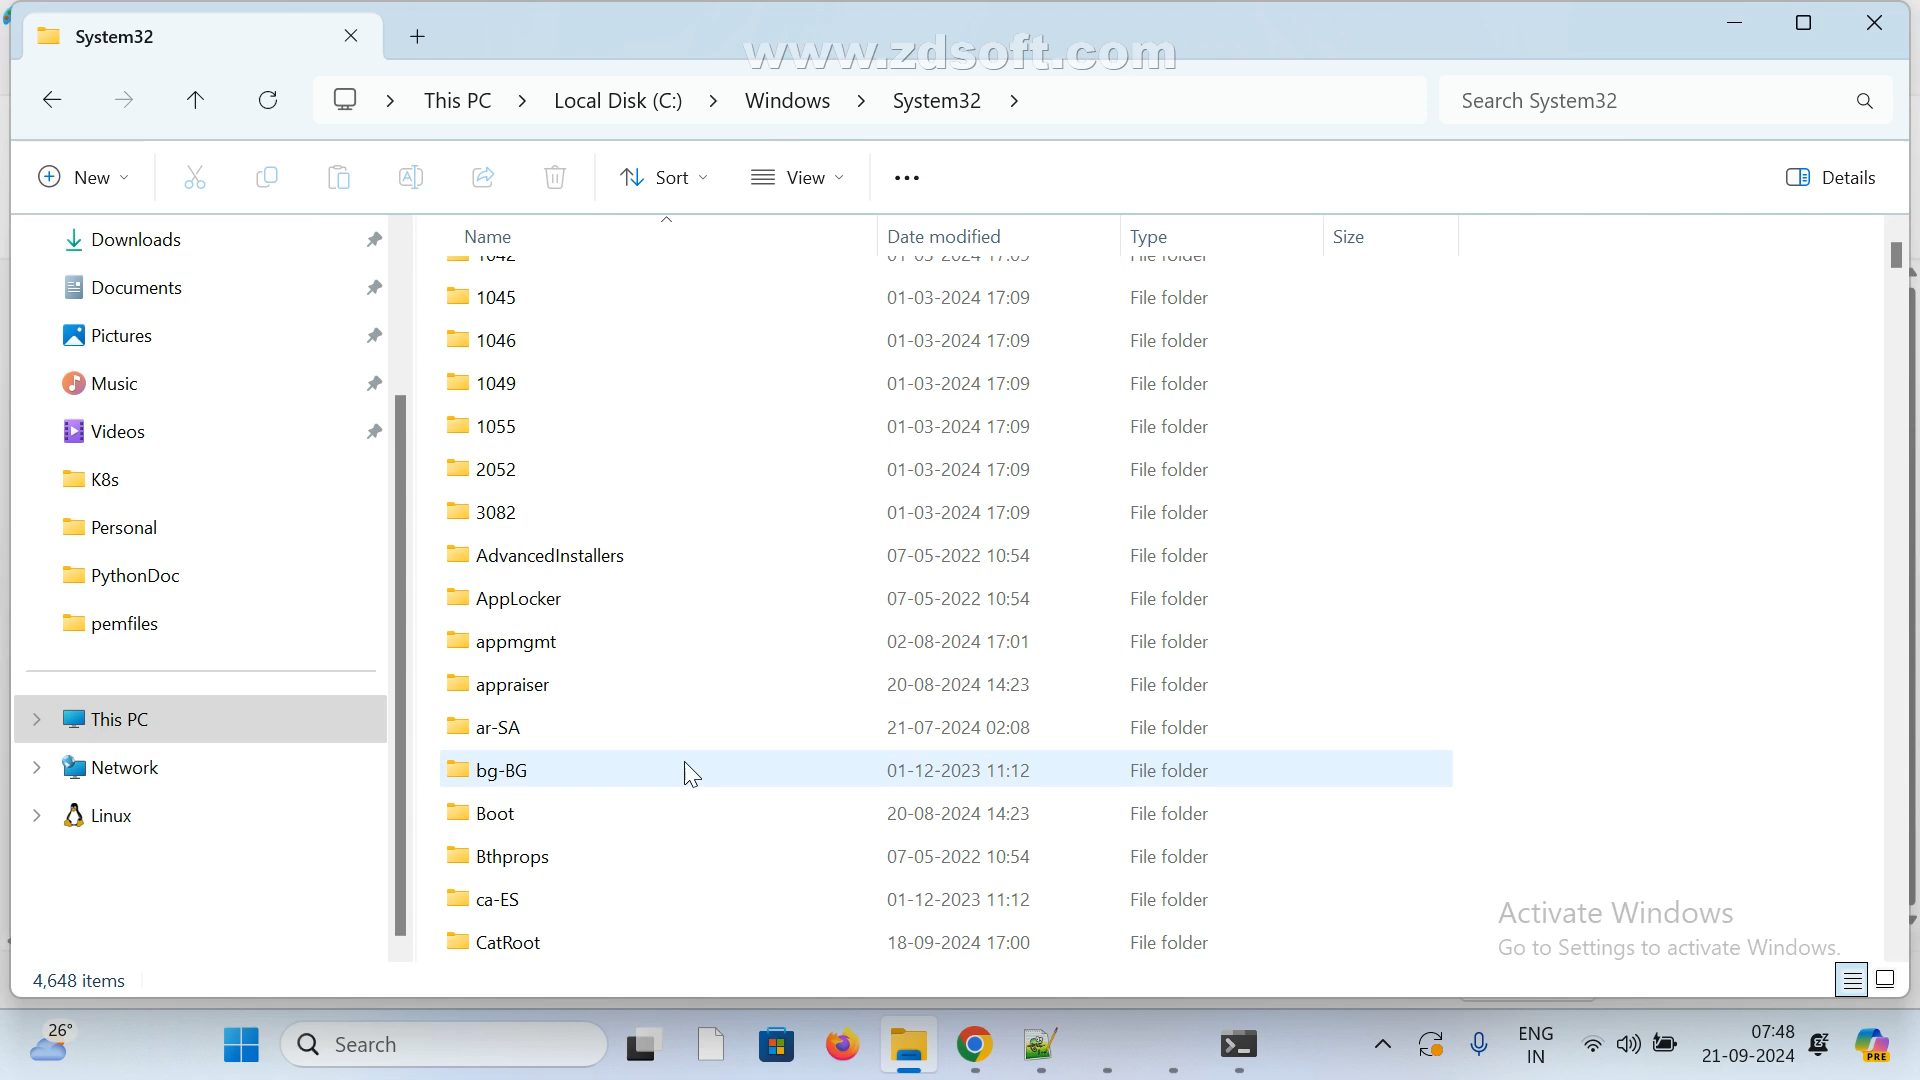 System32
www.zdsoft.com
This PC > Local Disk (C:) > Windows > System32 >
Search System32
New
Sort
View
Details
Downloads
Documents
Pictures
Music
Videos
K8s
Personal
PythonDoc
pemfiles
This PC
Network
Linux
Name Date modified Type Size
1042 01-03-2024 17:09 File folder
1045 01-03-2024 17:09 File folder
1046 01-03-2024 17:09 File folder
1049 01-03-2024 17:09 File folder
1055 01-03-2024 17:09 File folder
2052 01-03-2024 17:09 File folder
3082 01-03-2024 17:09 File folder
AdvancedInstallers 07-05-2022 10:54 File folder
AppLocker 07-05-2022 10:54 File folder
appmgmt 02-08-2024 17:01 File folder
appraiser 20-08-2024 14:23 File folder
ar-SA 21-07-2024 02:08 File folder
bg-BG 01-12-2023 11:12 File folder
Boot 20-08-2024 14:23 File folder
Bthprops 07-05-2022 10:54 File folder
ca-ES 01-12-2023 11:12 File folder
CatRoot 18-09-2024 17:00 File folder
Activate Windows
Go to Settings to activate Windows.
4,648 items
26°
Search
ENG
IN
07:48
21-09-2024
PRE